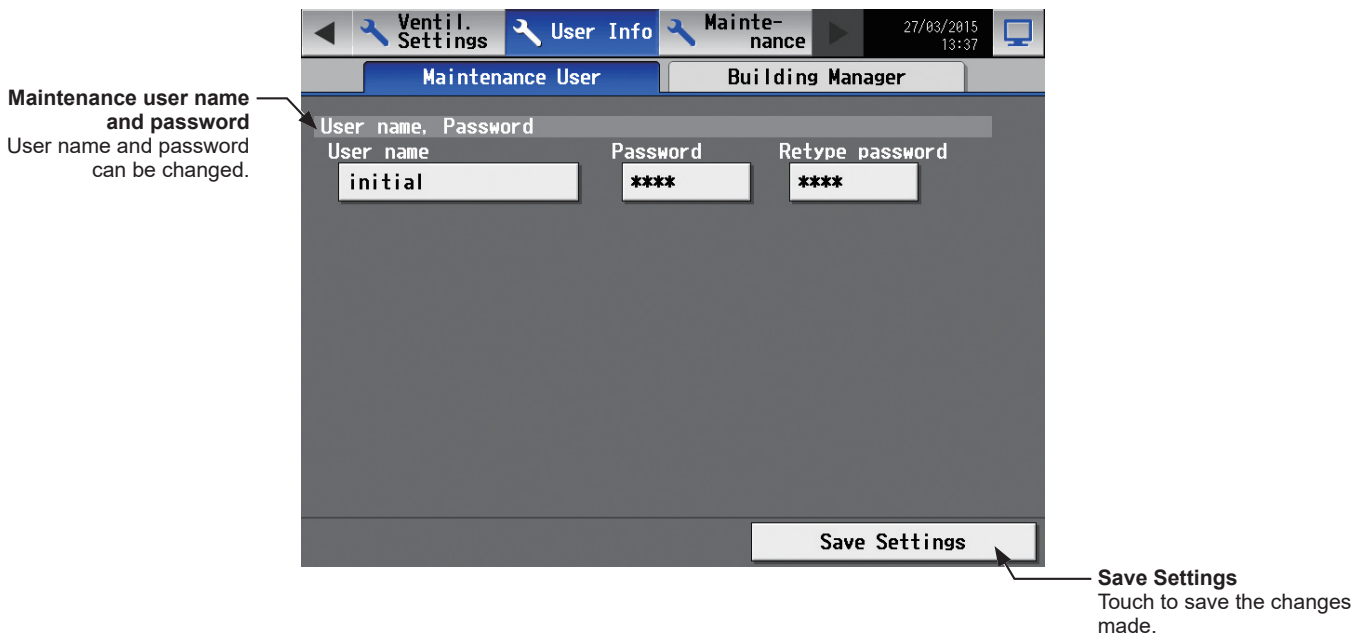 Ventil.
Settings
User Info
Mainte-
nance
27/03/2015
13:37
Maintenance User
Building Manager
Maintenance user name
and password
User name and password
can be changed.
User name, Password
User name Password Retype password
initial **** ****
Save Settings
Save Settings
Touch to save the changes
made.